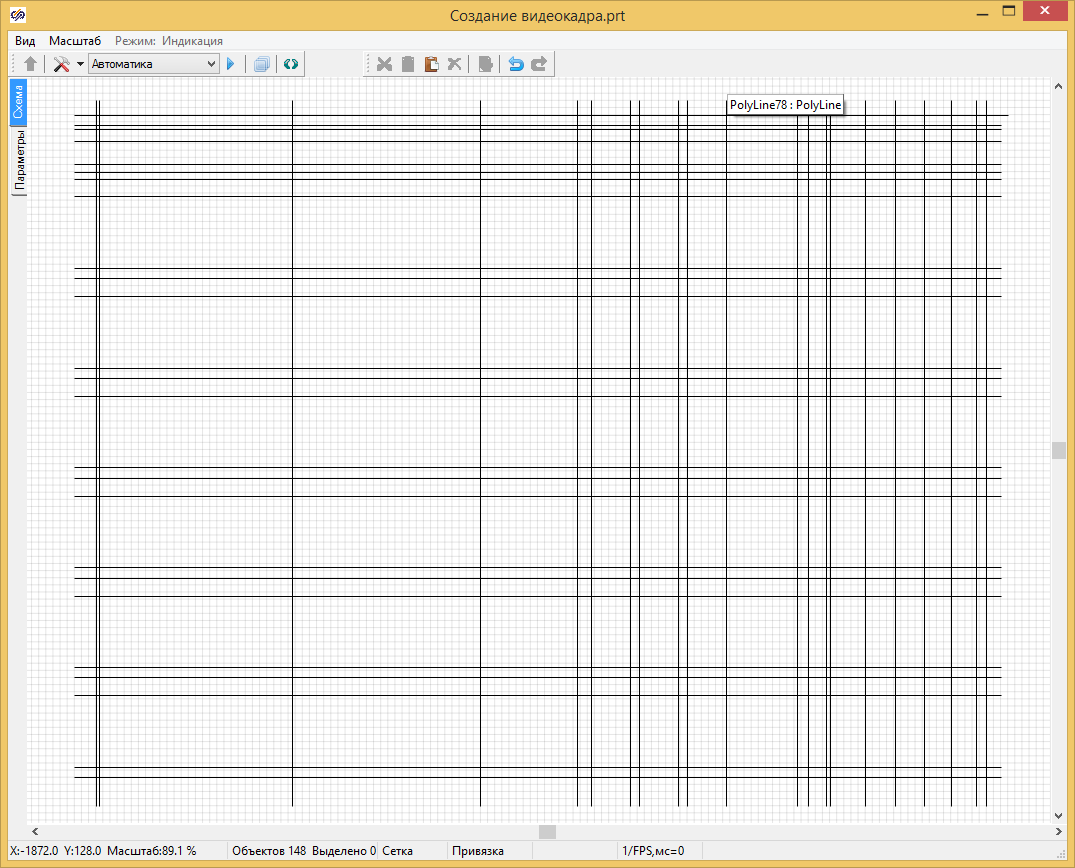 Создание видеокадра.prt
Вид Масштаб Режим: Индикация
Автоматика
Схема
Параметры
PolyLine78 : PolyLine
X:-1872.0 Y:128.0 Масштаб:89.1 % Объектов 148 Выделено 0 Сетка Привязка 1/FPS,мс=0